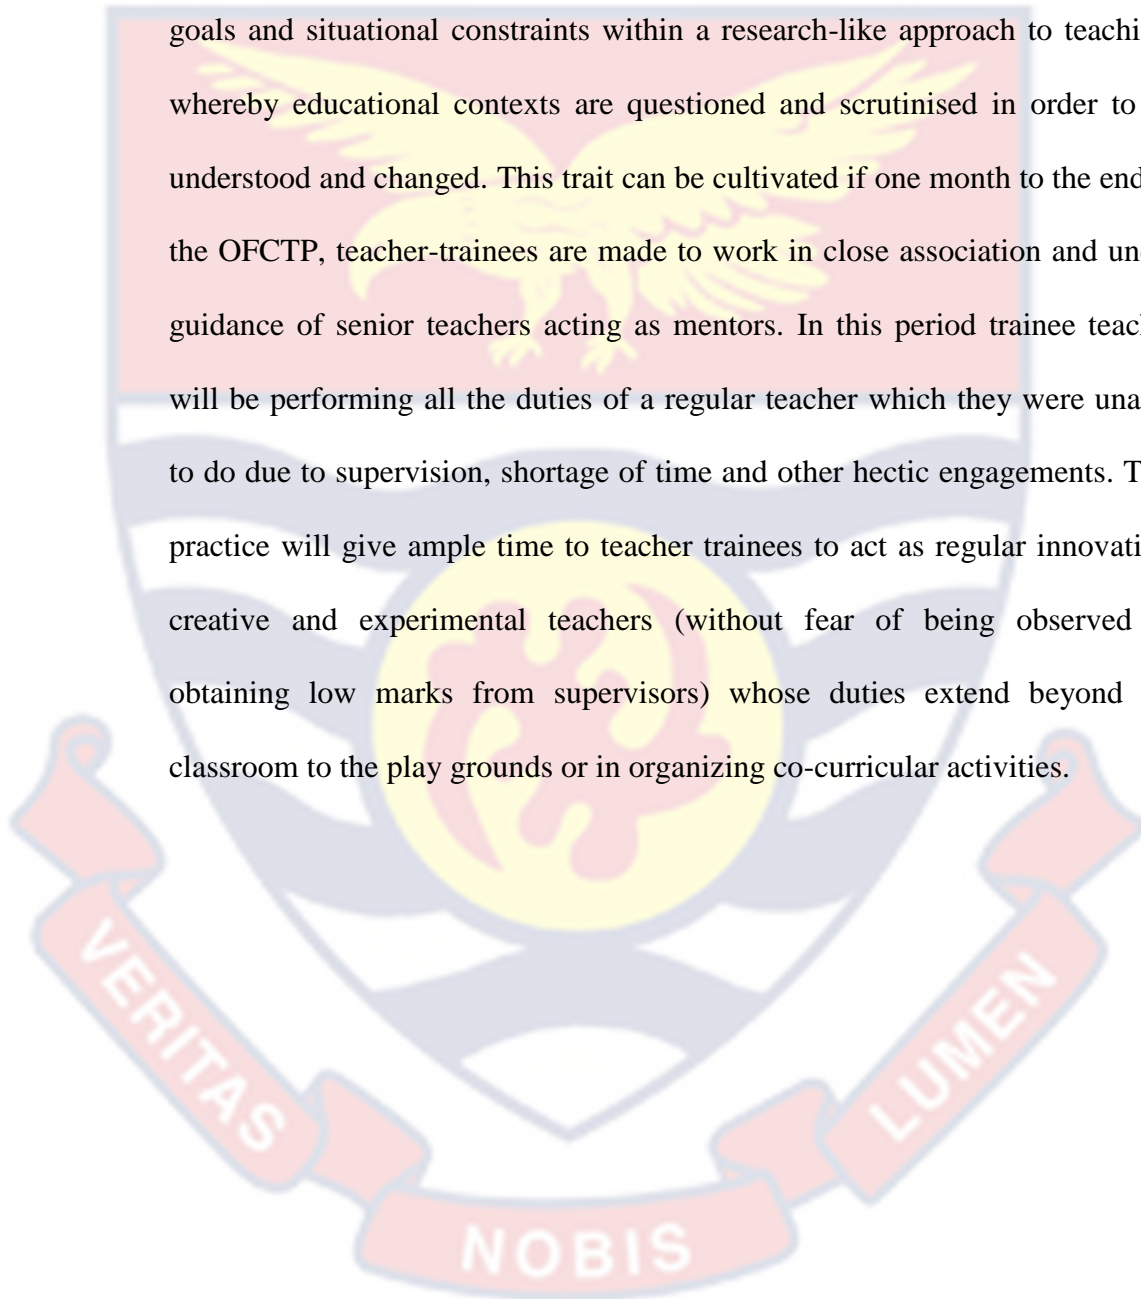 goals and situational constraints within a research-like approach to teachi
whereby educational contexts are questioned and scrutinised in order to
understood and changed. This trait can be cultivated if one month to the end
the OFCTP, teacher-trainees are made to work in close association and un
guidance of senior teachers acting as mentors. In this period trainee teac
will be performing all the duties of a regular teacher which they were una
to do due to supervision, shortage of time and other hectic engagements. T
practice will give ample time to teacher trainees to act as regular innovati
creative and experimental teachers (without fear of being observed
obtaining low marks from supervisors) whose duties extend beyond
classroom to the play grounds or in organizing co-curricular activities.
VERITAS
NOBIS
LUMEN